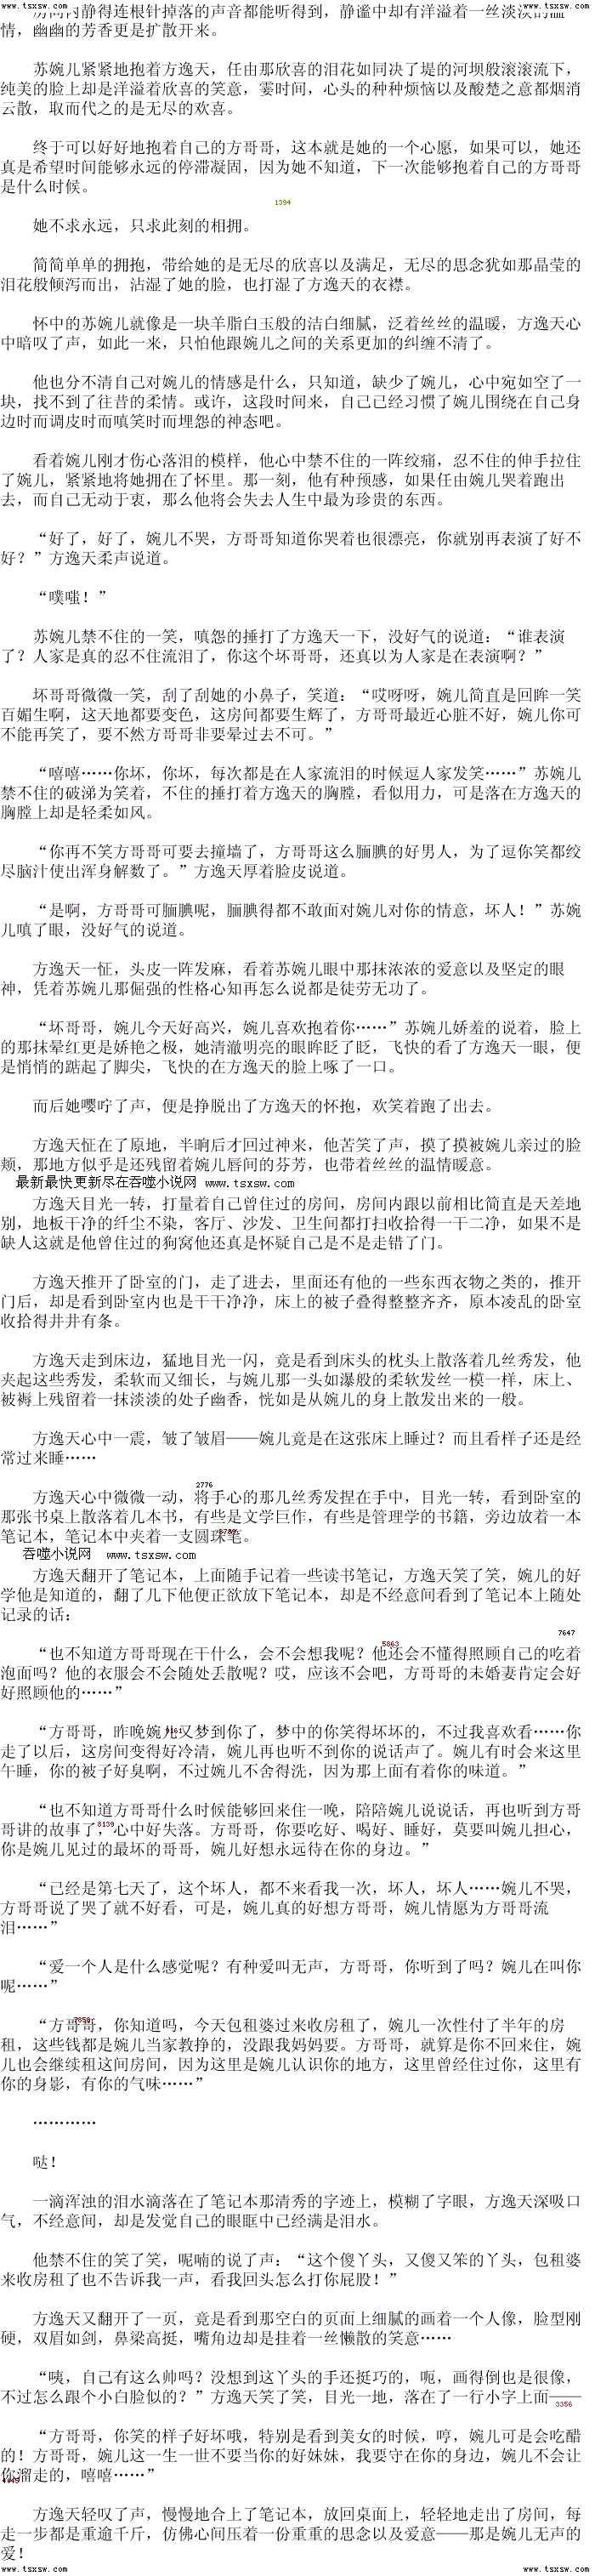 www.tsxsw.com www.tsxsw.com
房间内静得连根针掉落的声音都能听得到，静谧中却有洋溢着一丝淡淡的温
情，幽幽的芳香更是扩散开来。
苏婉儿紧紧地抱着方逸天，任由那欣喜的泪花如同决了堤的河坝般滚滚流下，
纯美的脸上却是洋溢着欣喜的笑意，霎时间，心头的种种烦恼以及酸楚之意都烟消
云散，取而代之的是无尽的欢喜。
终于可以好好地抱着自己的方哥哥，这本就是她的一个心愿，如果可以，她还
真是希望时间能够永远的停滞凝固，因为她不知道，下一次能够抱着自己的方哥哥
是什么时候。
1394
她不求永远，只求此刻的相拥。
简简单单的拥抱，带给她的是无尽的欣喜以及满足，无尽的思念犹如那晶莹的
泪花般倾泻而出，沾湿了她的脸，也打湿了方逸天的衣襟。
怀中的苏婉儿就像是一块羊脂白玉般的洁白细腻，泛着丝丝的温暖，方逸天心
中暗叹了声，如此一来，只怕他跟婉儿之间的关系更加的纠缠不清了。
他也分不清自己对婉儿的情感是什么，只知道，缺少了婉儿，心中宛如空了一
块，找不到了往昔的柔情。或许，这段时间来，自己已经习惯了婉儿围绕在自己身
边时而调皮时而嗔笑时而埋怨的神态吧。
看着婉儿刚才伤心落泪的模样，他心中禁不住的一阵绞痛，忍不住的伸手拉住
了婉儿，紧紧地将她拥在了怀里。那一刻，他有种预感，如果任由婉儿哭着跑出
去，而自己无动于衷，那么他将会失去人生中最为珍贵的东西。
“好了，好了，婉儿不哭，方哥哥知道你哭着也很漂亮，你就别再表演了好不
好？”方逸天柔声说道。
“噗嗤！”
苏婉儿禁不住的一笑，嗔怨的捶打了方逸天一下，没好气的说道：“谁表演
了？人家是真的忍不住流泪了，你这个坏哥哥，还真以为人家是在表演啊？”
坏哥哥微微一笑，刮了刮她的小鼻子，笑道：“哎呀呀，婉儿简直是回眸一笑
百媚生啊，这天地都要变色，这房间都要生辉了，方哥哥最近心脏不好，婉儿你可
不能再笑了，要不然方哥哥非要晕过去不可。”
“嘻嘻……你坏，你坏，每次都是在人家流泪的时候逗人家发笑……”苏婉儿
禁不住的破涕为笑着，不住的捶打着方逸天的胸膛，看似用力，可是落在方逸天的
胸膛上却是轻柔如风。
“你再不笑方哥哥可要去撞墙了，方哥哥这么腼腆的好男人，为了逗你笑都绞
尽脑汁使出浑身解数了。”方逸天厚着脸皮说道。
“是啊，方哥哥可腼腆呢，腼腆得都不敢面对婉儿对你的情意，坏人！”苏婉
儿嗔了眼，没好气的说道。
方逸天一怔，头皮一阵发麻，看着苏婉儿眼中那抹浓浓的爱意以及坚定的眼
神，凭着苏婉儿那倔强的性格心知再怎么说都是徒劳无功了。
“坏哥哥，婉儿今天好高兴，婉儿喜欢抱着你……”苏婉儿娇羞的说着，脸上
的那抹晕红更是娇艳之极，她清澈明亮的眼眸眨了眨，飞快的看了方逸天一眼，便
是悄悄的踮起了脚尖，飞快的在方逸天的脸上啄了一口。
而后她嘤咛了声，便是挣脱出了方逸天的怀抱，欢笑着跑了出去。
方逸天怔在了原地，半晌后才回过神来，他苦笑了声，摸了摸被婉儿亲过的脸
颊，那地方似乎是还残留着婉儿唇间的芬芳，也带着丝丝的温情暖意。
最新最快更新尽在吞噬小说网 www.tsxsw.com
方逸天目光一转，打量着自己曾住过的房间，房间内跟以前相比简直是天差地
别，地板干净的纤尘不染，客厅、沙发、卫生间都打扫收拾得一干二净，如果不是
缺人这就是他曾住过的狗窝他还真是怀疑自己是不是走错了门。
方逸天推开了卧室的门，走了进去，里面还有他的一些东西衣物之类的，推开
门后，却是看到卧室内也是干干净净，床上的被子叠得整整齐齐，原本凌乱的卧室
收拾得井井有条。
方逸天走到床边，猛地目光一闪，竟是看到床头的枕头上散落着几丝秀发，他
夹起这些秀发，柔软而又细长，与婉儿那一头如瀑般的柔软发丝一模一样，床上、
被褥上残留着一抹淡淡的处子幽香，恍如是从婉儿的身上散发出来的一般。
方逸天心中一震，皱了皱眉——婉儿竟是在这张床上睡过？而且看样子还是经
常过来睡……
2776
方逸天心中微微一动，将手心的那几丝秀发捏在手中，目光一转，看到卧室的
那张书桌上散落着几本书，有些是文学巨作，有些是管理学的书籍，旁边放着一本
笔记本，笔记本中夹着一支圆珠笔。
吞噬小说网 www.tsxsw.com
方逸天翻开了笔记本，上面随手记着一些读书笔记，方逸天笑了笑，婉儿的好
学他是知道的，翻了几下他便正欲放下笔记本，却是不经意间看到了笔记本上随处
记录的话：
7647
5863
“也不知道方哥哥现在干什么，会不会想我呢？他还会不懂得照顾自己的吃着
泡面吗？他的衣服会不会随处丢散呢？哎，应该不会吧，方哥哥的未婚妻肯定会好
好照顾他的……”
“方哥哥，昨晚婉儿又梦到你了，梦中的你笑得坏坏的，不过我喜欢看……你
走了以后，这房间变得好冷清，婉儿再也听不到你的说话声了。婉儿有时会来这里
午睡，你的被子好臭啊，不过婉儿不舍得洗，因为那上面有着你的味道。”
“也不知道方哥哥什么时候能够回来住一晚，陪陪婉儿说说话，再也听到方哥
哥讲的故事了，心中好失落。方哥哥，你要吃好、喝好、睡好，莫要叫婉儿担心，
8139
你是婉儿见过的最坏的哥哥，婉儿好想永远待在你的身边。”
“已经是第七天了，这个坏人，都不来看我一次，坏人，坏人……婉儿不哭，
方哥哥说了哭了就不好看，可是，婉儿真的好想方哥哥，婉儿情愿为方哥哥流
泪……”
“爱一个人是什么感觉呢？有种爱叫无声，方哥哥，你听到了吗？婉儿在叫你
呢……”
“方哥哥，你知道吗，今天包租婆过来收房租了，婉儿一次性付了半年的房
租，这些钱都是婉儿当家教挣的，没跟我妈妈要。方哥哥，就算是你不回来住，婉
儿也会继续租这间房间，因为这里是婉儿认识你的地方，这里曾经住过你，这里有
你的身影，有你的气味……”
…………
哒！
一滴浑浊的泪水滴落在了笔记本那清秀的字迹上，模糊了字眼，方逸天深吸口
气，不经意间，却是发觉自己的眼眶中已经满是泪水。
他禁不住的笑了笑，呢喃的说了声：“这个傻丫头，又傻又笨的丫头，包租婆
来收房租了也不告诉我一声，看我回头怎么打你屁股！”
方逸天又翻开了一页，竟是看到那空白的页面上细腻的画着一个人像，脸型刚
硬，双眉如剑，鼻梁高挺，嘴角边却是挂着一丝懒散的笑意……
“咦，自己有这么帅吗？没想到这丫头的手还挺巧的，呃，画得倒也是很像，
不过怎么跟个小白脸似的？”方逸天笑了笑，目光一地，落在了一行小字上面——
3356
“方哥哥，你笑的样子好坏哦，特别是看到美女的时候，哼，婉儿可是会吃醋
的！方哥哥，婉儿这一生一世不要当你的好妹妹，我要守在你的身边，婉儿不会让
你溜走的，嘻嘻……”
方逸天轻叹了声，慢慢地合上了笔记本，放回桌面上，轻轻地走出了房间，每
走一步都是重逾千斤，仿佛心间压着一份重重的思念以及爱意——那是婉儿无声的
爱！
www.tsxsw.com www.tsxsw.com